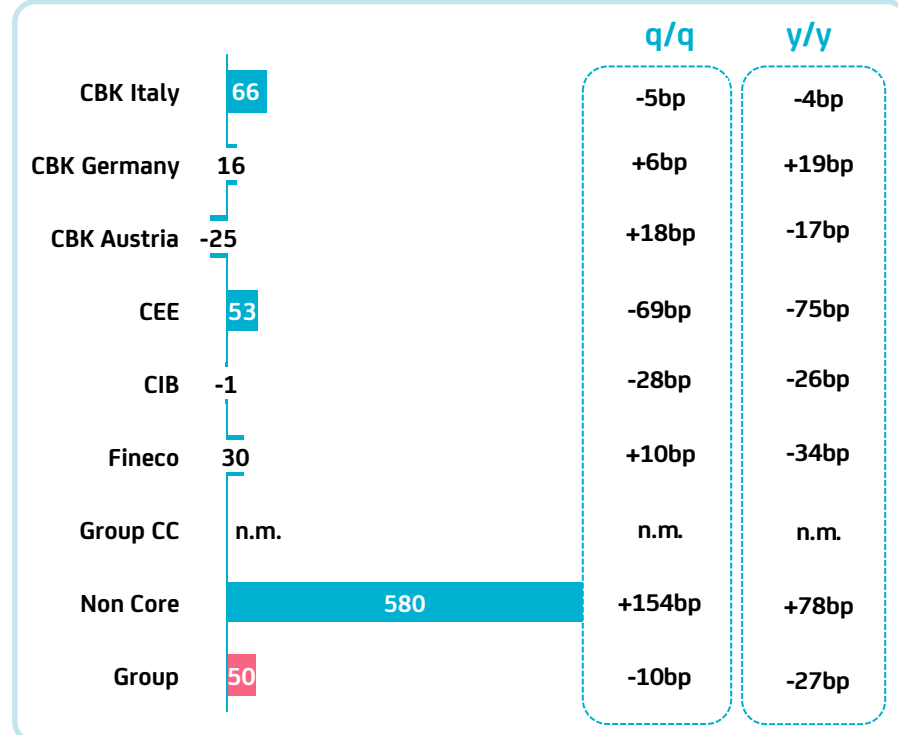 q/q y/y
CBK Italy 66 -5bp -4bp
CBK Germany 16 +6bp +19bp
CBK Austria -25 +18bp -17bp
CEE 53 -69bp -75bp
CIB -1 -28bp -26bp
Fineco 30 +10bp -34bp
Group CC n.m. n.m. n.m.
Non Core 580 +154bp +78bp
Group 50 -10bp -27bp